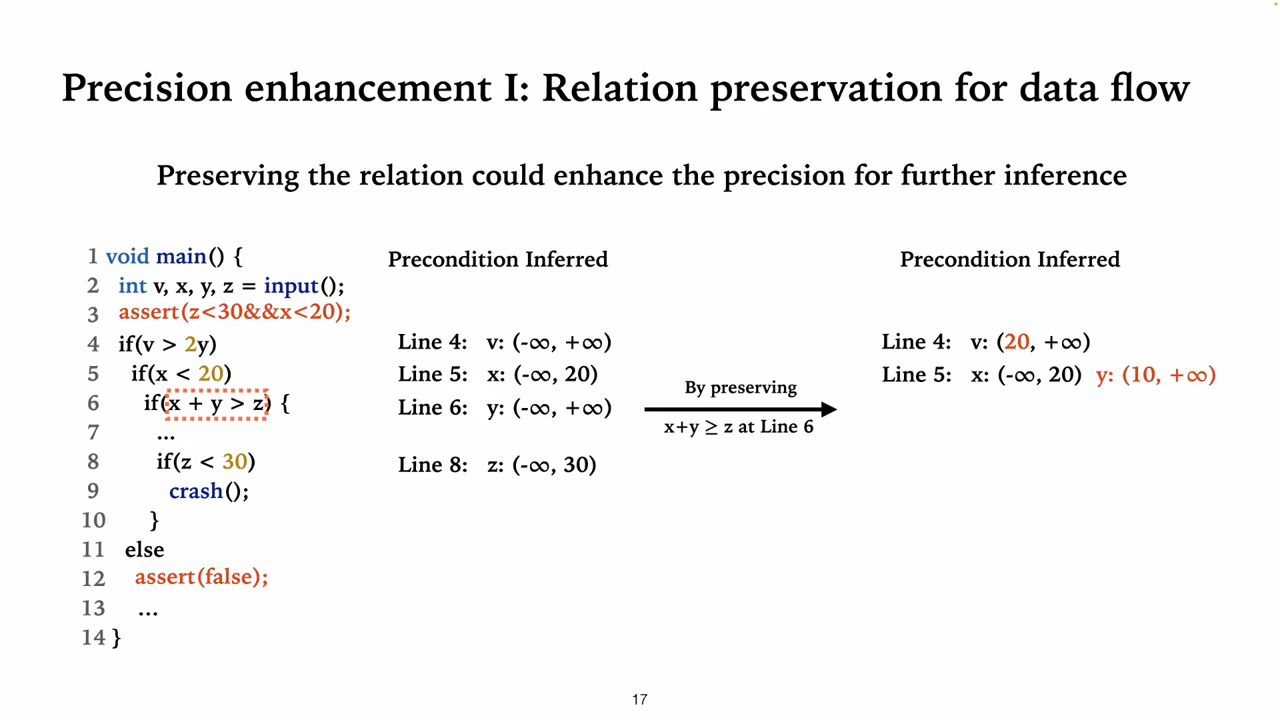 Precision enhancement I: Relation preservation for data flow
Preserving the relation could enhance the precision for further inference
1 void main() {
2 int v, x, y, z = input();
3 assert(z<30&&x<20);
4 if(v > 2y)
5 if(x < 20)
6 if(x + y > z) {
7 ...
8 if(z < 30)
9 crash();
10 }
11 else
12 assert(false);
13 ...
14 }
Precondition Inferred
Line 4: v: (-∞, +∞)
Line 5: x: (-∞, 20)
Line 6: y: (-∞, +∞)
Line 8: z: (-∞, 30)
By preserving
x+y ≥ z at Line 6
Precondition Inferred
Line 4: v: (20, +∞)
Line 5: x: (-∞, 20) y: (10, +∞)
17